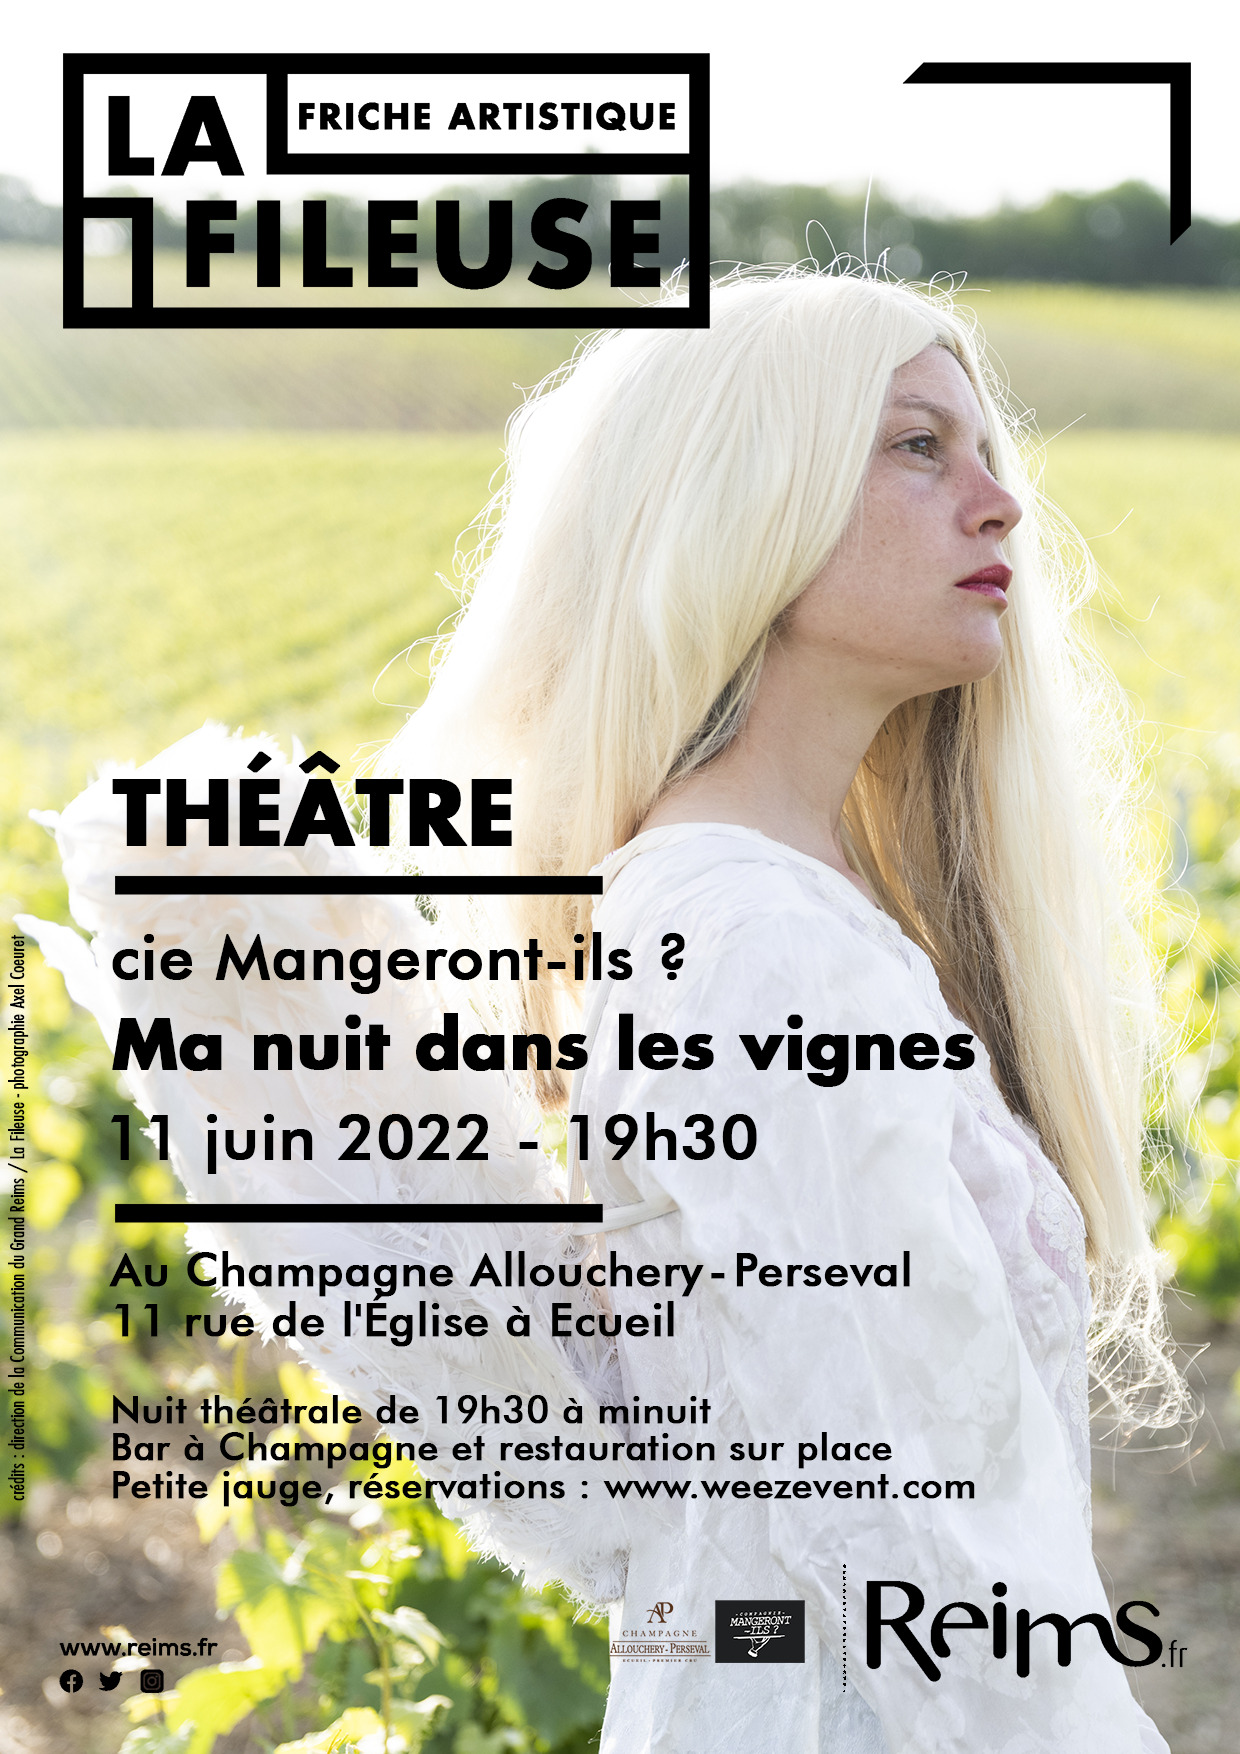 LA
FRICHE ARTISTIQUE
FILEUSE
THÉÂTRE
cie Mangeront-ils ?
Ma nuit dans les vignes
11 juin 2022 - 19h30
Au Champagne Allouchery-Perseval
11 rue de l'Église à Ecueil
Nuit théâtrale de 19h30 à minuit
Bar à Champagne et restauration sur place
Petite jauge, réservations : www.weezevent.com
crédits : direction de la Communication du Grand Reims / La Fileuse - photographie Axel Coeuret
www.reims.fr
AP
CHAMPAGNE
ALLOUCHERY-PERSEVAL
ECUEIL - PREMIER CRU
-COMPAGNIE-
MANGERONT
-ILS ?
Reims.fr